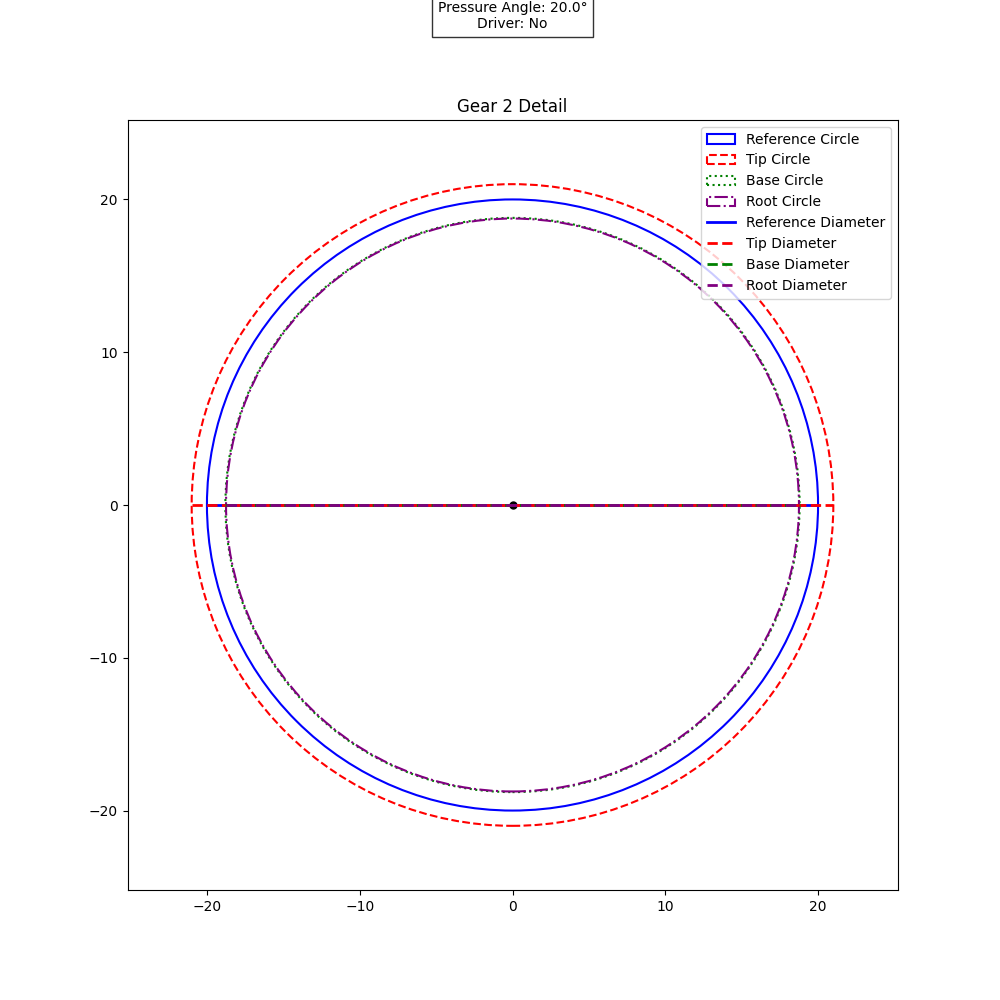 Pressure Angle: 20.0°
Driver: No
Gear 2 Detail
Reference Circle
Tip Circle
Base Circle
Root Circle
Reference Diameter
Tip Diameter
Base Diameter
Root Diameter
20
10
0
−10
−20
−20
−10
0
10
20